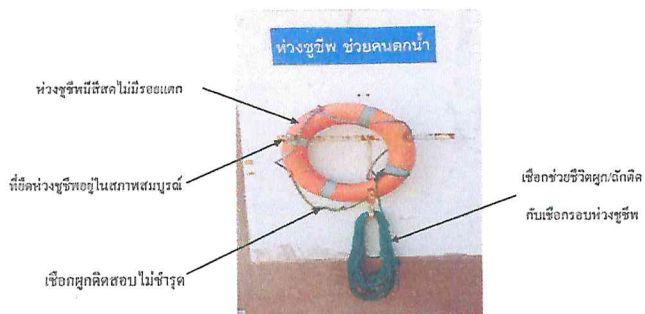 ห่วงชูชีพ ช่วยคนตกน้ำ
ห่วงชูชีพมีสีสดไม่มีรอยแตก
ที่ยึดห่วงชูชีพอยู่ในสภาพสมบูรณ์
เชือกช่วยชีวิตผูก/ถักติด
กับเชือกรอบห่วงชูชีพ
เชือกผูกติดสอบไม่ชำรุด